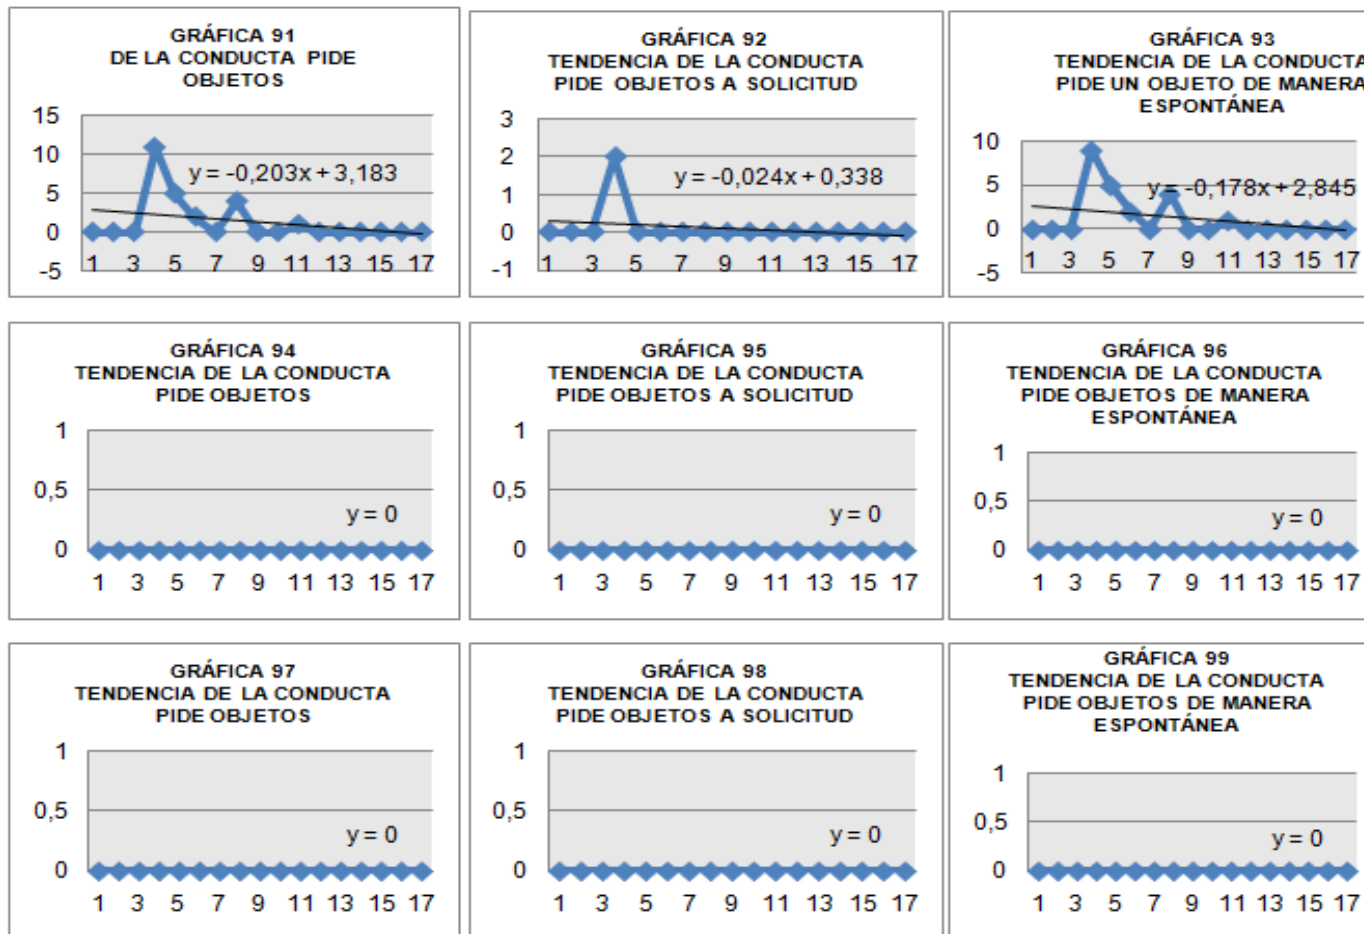 GRÁFICA 91
DE LA CONDUCTA PIDE
OBJETOS
15
10
5
0
-5
y = -0,203x + 3,183
1 3 5 7 9 11 13 15 17
GRÁFICA 92
TENDENCIA DE LA CONDUCTA
PIDE OBJETOS A SOLICITUD
3
2
1
0
-1
y = -0,024x + 0,338
1 3 5 7 9 11 13 15 17
GRÁFICA 93
TENDENCIA DE LA CONDUCTA
PIDE UN OBJETO DE MANERA
ESPONTÁNEA
10
5
0
-5
y = -0,178x + 2,845
1 3 5 7 9 11 13 15 17
GRÁFICA 94
TENDENCIA DE LA CONDUCTA
PIDE OBJETOS
1
0,5
0
y = 0
1 3 5 7 9 11 13 15 17
GRÁFICA 95
TENDENCIA DE LA CONDUCTA
PIDE OBJETOS A SOLICITUD
1
0,5
0
y = 0
1 3 5 7 9 11 13 15 17
GRÁFICA 96
TENDENCIA DE LA CONDUCTA
PIDE OBJETOS DE MANERA
ESPONTÁNEA
1
0,5
0
y = 0
1 3 5 7 9 11 13 15 17
GRÁFICA 97
TENDENCIA DE LA CONDUCTA
PIDE OBJETOS
1
0,5
0
y = 0
1 3 5 7 9 11 13 15 17
GRÁFICA 98
TENDENCIA DE LA CONDUCTA
PIDE OBJETOS A SOLICITUD
1
0,5
0
y = 0
1 3 5 7 9 11 13 15 17
GRÁFICA 99
TENDENCIA DE LA CONDUCTA
PIDE OBJETOS DE MANERA
ESPONTÁNEA
1
0,5
0
y = 0
1 3 5 7 9 11 13 15 17